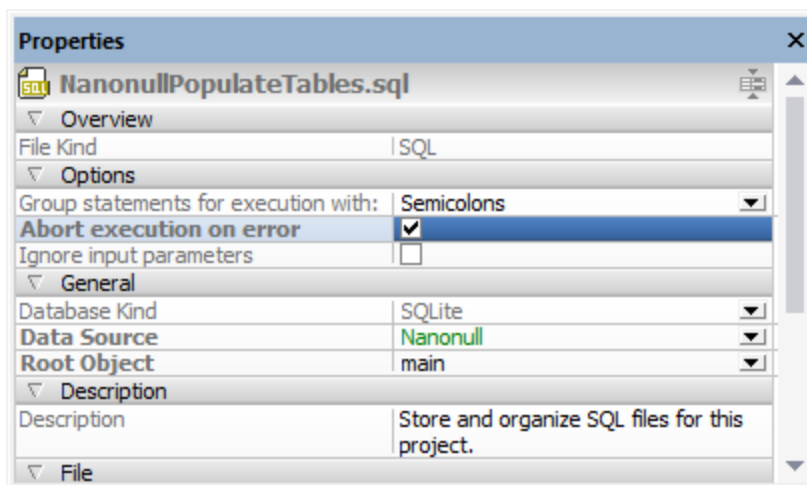 Properties
SQL NanonullPopulateTables.sql
Overview
File Kind SQL
Options
Group statements for execution with: Semicolons
Abort execution on error
Ignore input parameters
General
Database Kind SQLite
Data Source Nanonull
Root Object main
Description
Description Store and organize SQL files for this
project.
File